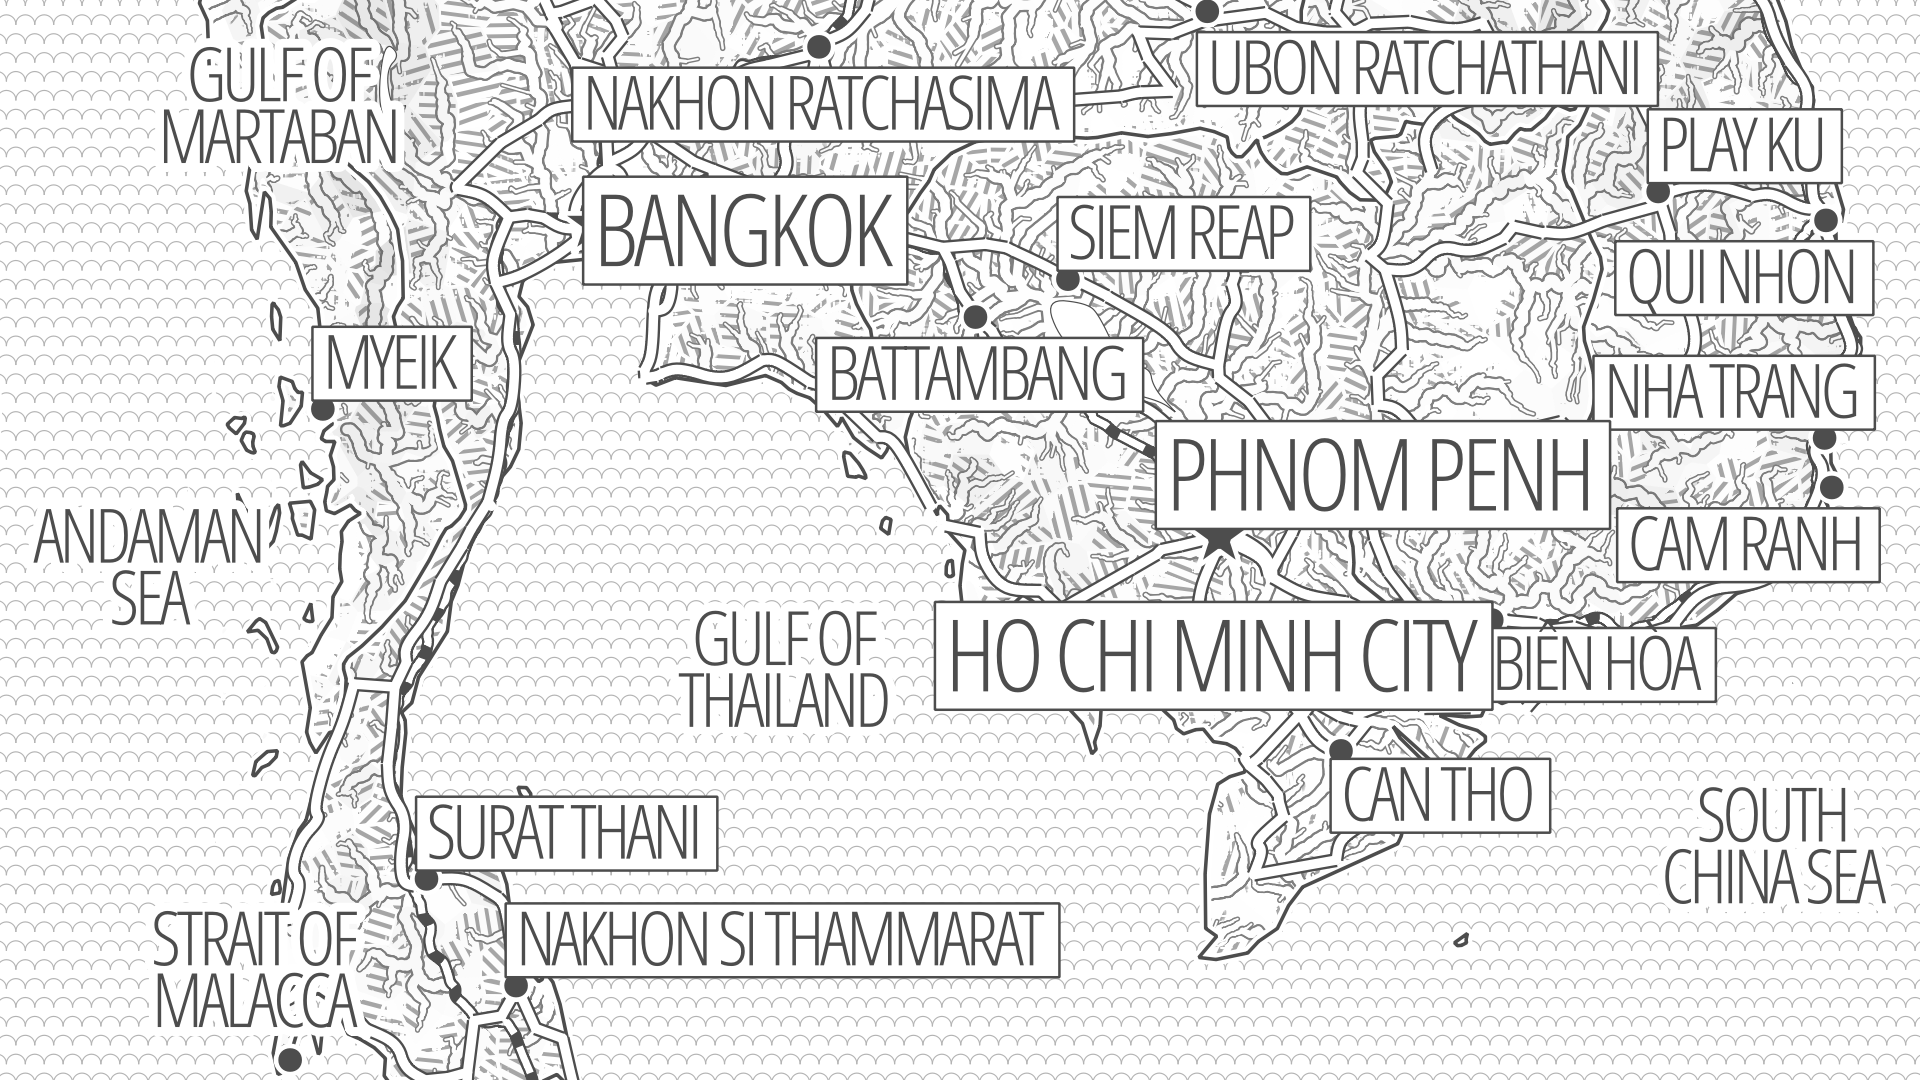 GULF OF
MARTABAN
NAKHON RATCHASIMA
UBON RATCHATHANI
PLAY KU
BANGKOK
SIEM REAP
QUI NHON
MYEIK
BATTAMBANG
NHA TRANG
PHNOM PENH
ANDAMAN
SEA
CAM RANH
GULF OF
THAILAND
HO CHI MINH CITY
BIEN HOA
SURAT THANI
CAN THO
SOUTH
CHINA SEA
STRAIT OF
MALACCA
NAKHON SI THAMMARAT